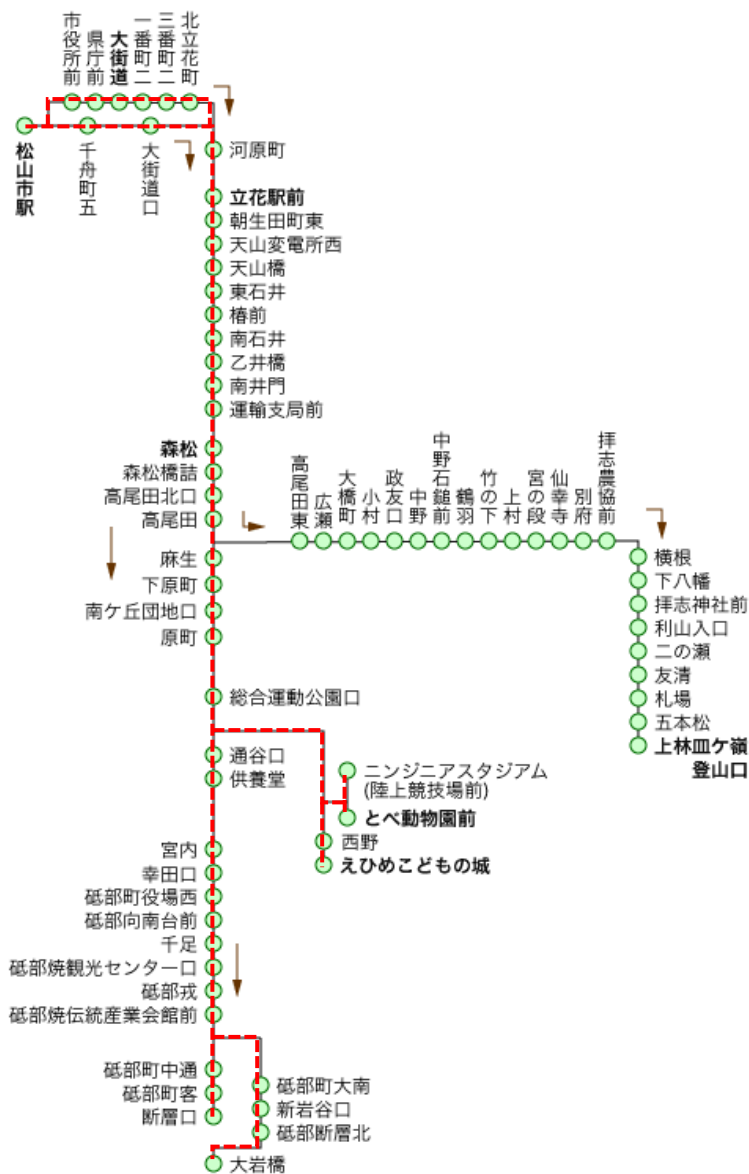 市役所前
県庁前
大街道
一番町二
三番町二
北立花町
松山市駅
千舟町五
大街道口
河原町
立花駅前
朝生田町東
天山変電所西
天山橋
東石井
椿前
南石井
乙井橋
南井門
運輸支局前
森松
森松橋詰
高尾田北口
高尾田
高尾田東
広瀬
大橋町
小村
政友口
中野
中野石鎚前
鶴羽
竹の下
上村
宮の段
仙幸寺
別府
拝志農協前
横根
下八幡
拝志神社前
利山入口
二の瀬
友清
札場
五本松
上林皿ケ嶺
登山口
麻生
下原町
南ケ丘団地口
原町
総合運動公園口
通谷口
供養堂
ニンジニアスタジアム
(陸上競技場前)
とべ動物園前
西野
えひめこどもの城
宮内
幸田口
砥部町役場西
砥部向南台前
千足
砥部焼観光センター口
砥部戎
砥部焼伝統産業会館前
砥部町中通
砥部町客
断層口
砥部町大南
新岩谷口
砥部断層北
大岩橋